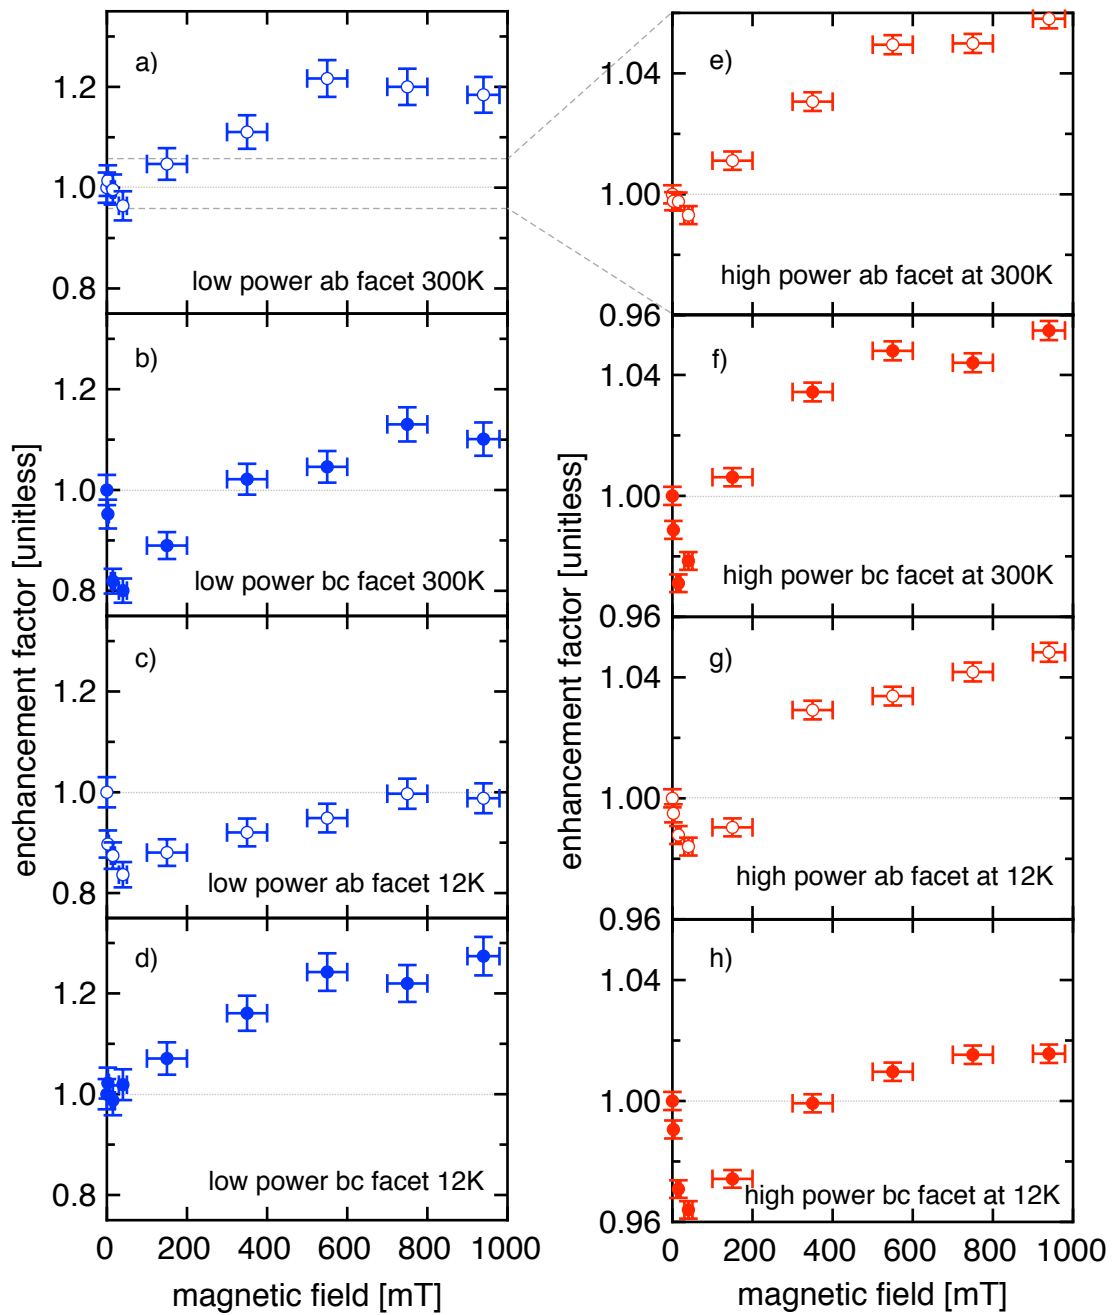 a)
1.2
1.0
0.8
low power ab facet 300K
b)
1.2
1.0
0.8
low power bc facet 300K
c)
1.2
1.0
0.8
low power ab facet 12K
d)
1.2
1.0
0.8
low power bc facet 12K
0 200 400 600 800 1000
magnetic field [mT]
enchancement factor [unitless]
e)
1.04
1.00
0.96
high power ab facet at 300K
f)
1.04
1.00
0.96
high power bc facet at 300K
g)
1.04
1.00
0.96
high power ab facet at 12K
h)
1.04
1.00
0.96
high power bc facet at 12K
0 200 400 600 800 1000
magnetic field [mT]
enhancement factor [unitless]